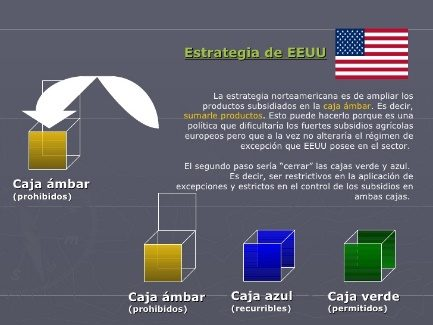 Estrategia de EEUU
La estrategia norteamericana es de ampliar los
productos subsidiados en la caja ámbar. Es decir,
sumarle productos. Esto puede hacerlo porque es una
política que dificultaría los fuertes subsidios agrícolas
europeos pero que a la vez no alteraría el régimen de
excepción que EEUU posee en el sector.
El segundo paso sería “cerrar” las cajas verde y azul.
Es decir, ser restrictivos en la aplicación de
excepciones y estrictos en el control de los subsidios en
ambas cajas.
Caja ámbar
(prohibidos)
Caja ámbar
(prohibidos)
Caja azul
(recurribles)
Caja verde
(permitidos)